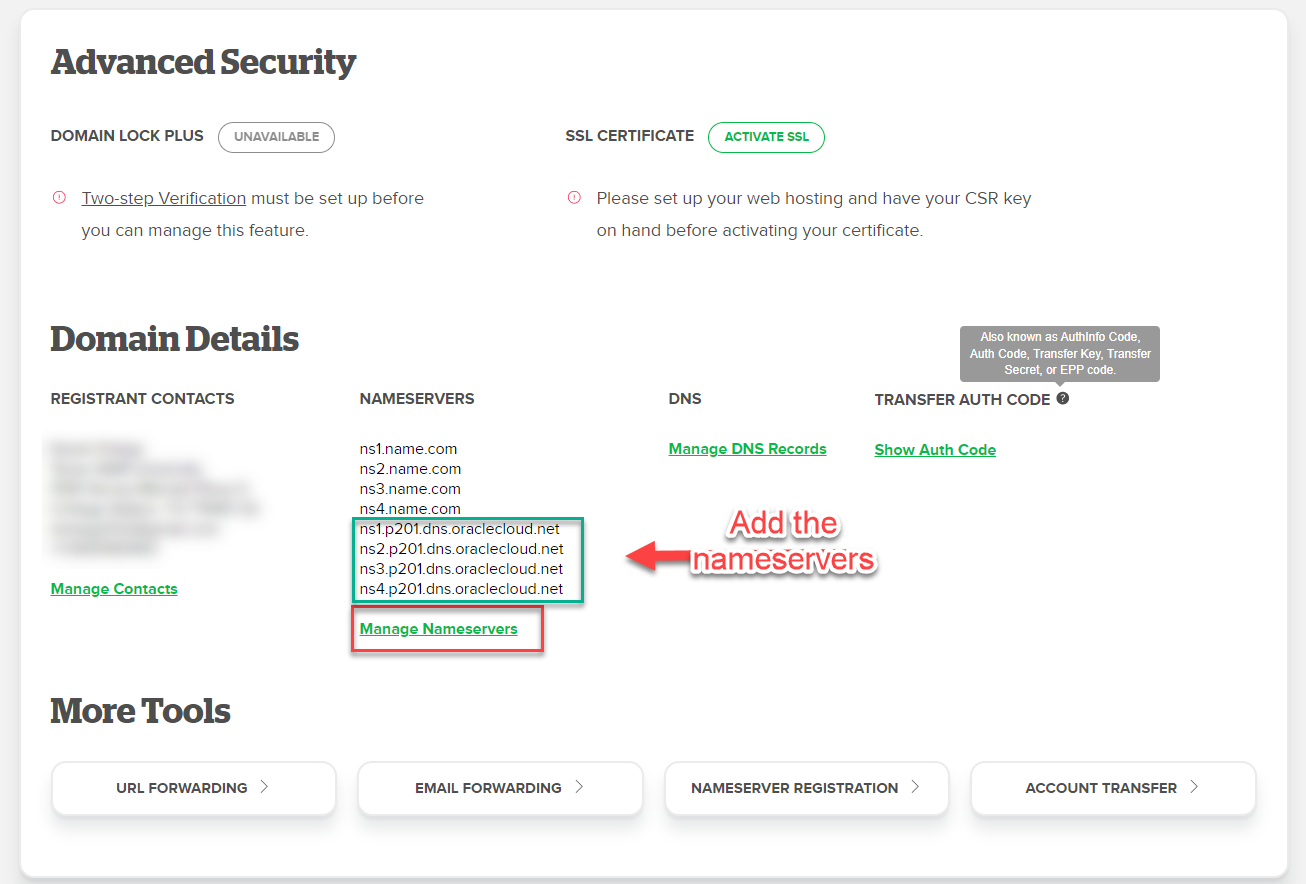 Advanced Security
DOMAIN LOCK PLUS
UNAVAILABLE
Two-step Verification must be set up before
you can manage this feature.
SSL CERTIFICATE
ACTIVATE SSL
Please set up your web hosting and have your CSR key
on hand before activating your certificate.
Domain Details
REGISTRANT CONTACTS
Manage Contacts
NAMESERVERS
ns1.name.com
ns2.name.com
ns3.name.com
ns4.name.com
ns1.p201.dns.oraclecloud.net
ns2.p201.dns.oraclecloud.net
ns3.p201.dns.oraclecloud.net
ns4.p201.dns.oraclecloud.net
Manage Nameservers
Add the
nameservers
DNS
Manage DNS Records
Also known as AuthInfo Code,
Auth Code, Transfer Key, Transfer
Secret, or EPP code.
TRANSFER AUTH CODE ?
Show Auth Code
More Tools
URL FORWARDING
EMAIL FORWARDING
NAMESERVER REGISTRATION
ACCOUNT TRANSFER